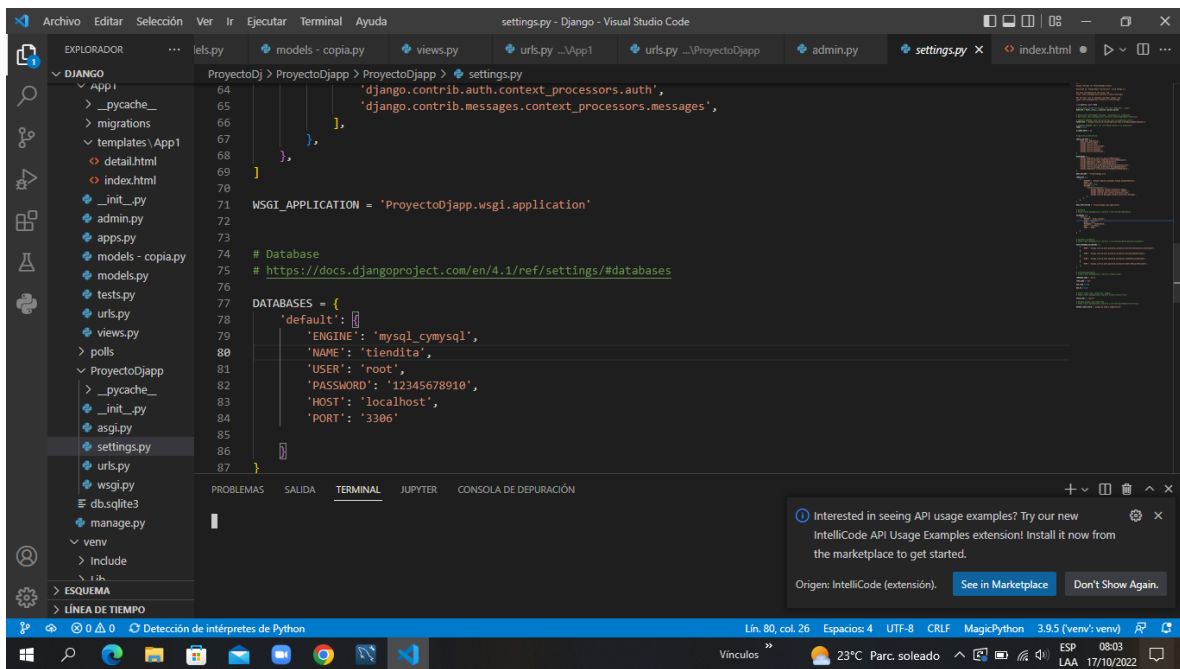 Archivo Editar Selección Ver Ir Ejecutar Terminal Ayuda
settings.py - Django - Visual Studio Code
EXPLORADOR
els.py
models - copia.py
views.py
urls.py ...\App1
urls.py ...\ProyectoDjapp
admin.py
settings.py
index.html
DJANGO
App1
__pycache__
migrations
templates\App1
detail.html
index.html
__init__.py
admin.py
apps.py
models - copia.py
models.py
tests.py
urls.py
views.py
polls
ProyectoDjapp
__pycache__
__init__.py
asgi.py
settings.py
urls.py
wsgi.py
db.sqlite3
manage.py
venv
Include
Lib
ESQUEMA
LÍNEA DE TIEMPO
ProyectoDj > ProyectoDjapp > ProyectoDjapp > settings.py
64 'django.contrib.auth.context_processors.auth',
65 'django.contrib.messages.context_processors.messages',
66 ],
67 },
68 },
69 ]
70
71 WSGI_APPLICATION = 'ProyectoDjapp.wsgi.application'
72
73
74 # Database
75 # https://docs.djangoproject.com/en/4.1/ref/settings/#databases
76
77 DATABASES = {
78 'default': {
79 'ENGINE': 'mysql_cymysql',
80 'NAME': 'tiendita',
81 'USER': 'root',
82 'PASSWORD': '12345678910',
83 'HOST': 'localhost',
84 'PORT': '3306'
85
86 }
87 }
PROBLEMS SALIDA TERMINAL JUPYTER CONSOLA DE DEPURACIÓN
Interested in seeing API usage examples? Try our new
IntelliCode API Usage Examples extension! Install it now from
the marketplace to get started.
Origen: IntelliCode (extensión).
See in Marketplace
Don't Show Again.
0 0 Detección de intérpretes de Python
Lín. 80, col. 26 Espacios: 4 UTF-8 CRLF MagicPython 3.9.5 ('venv': venv)
Vínculos
23°C Parc. soleado
ESP
LAA
08:03
17/10/2022